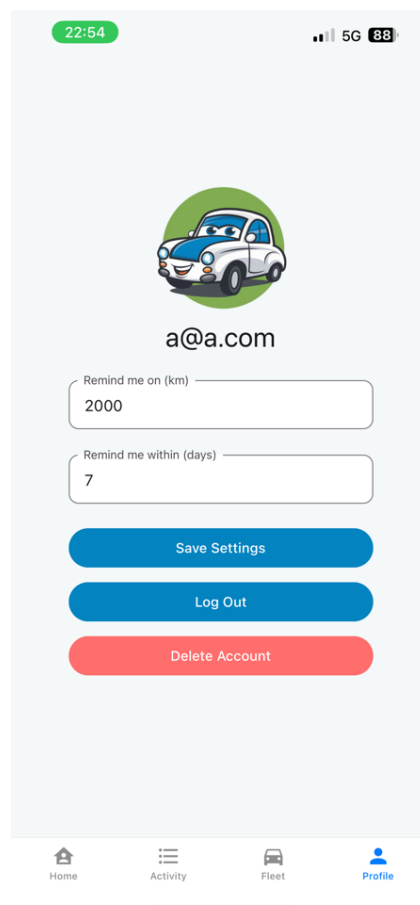 22:54 5G 88
a@a.com
Remind me on (km)
2000
Remind me within (days)
7
Save Settings
Log Out
Delete Account
Home Activity Fleet Profile